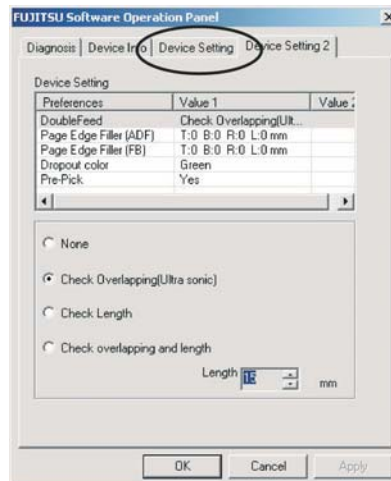 FUJITSU Software Operation Panel
Diagnosis Device Info Device Setting Device Setting 2
Device Setting
Preferences Value 1 Value
DoubleFeed Check Overlapping(Ult...
Page Edge Filler (ADF) T:0 B:0 R:0 L:0 mm
Page Edge Filler (FB) T:0 B:0 R:0 L:0 mm
Dropout color Green
Pre-Pick Yes
None
Check Overlapping(Ultra sonic)
Check Length
Check overlapping and length
Length 15 mm
OK Cancel Apply